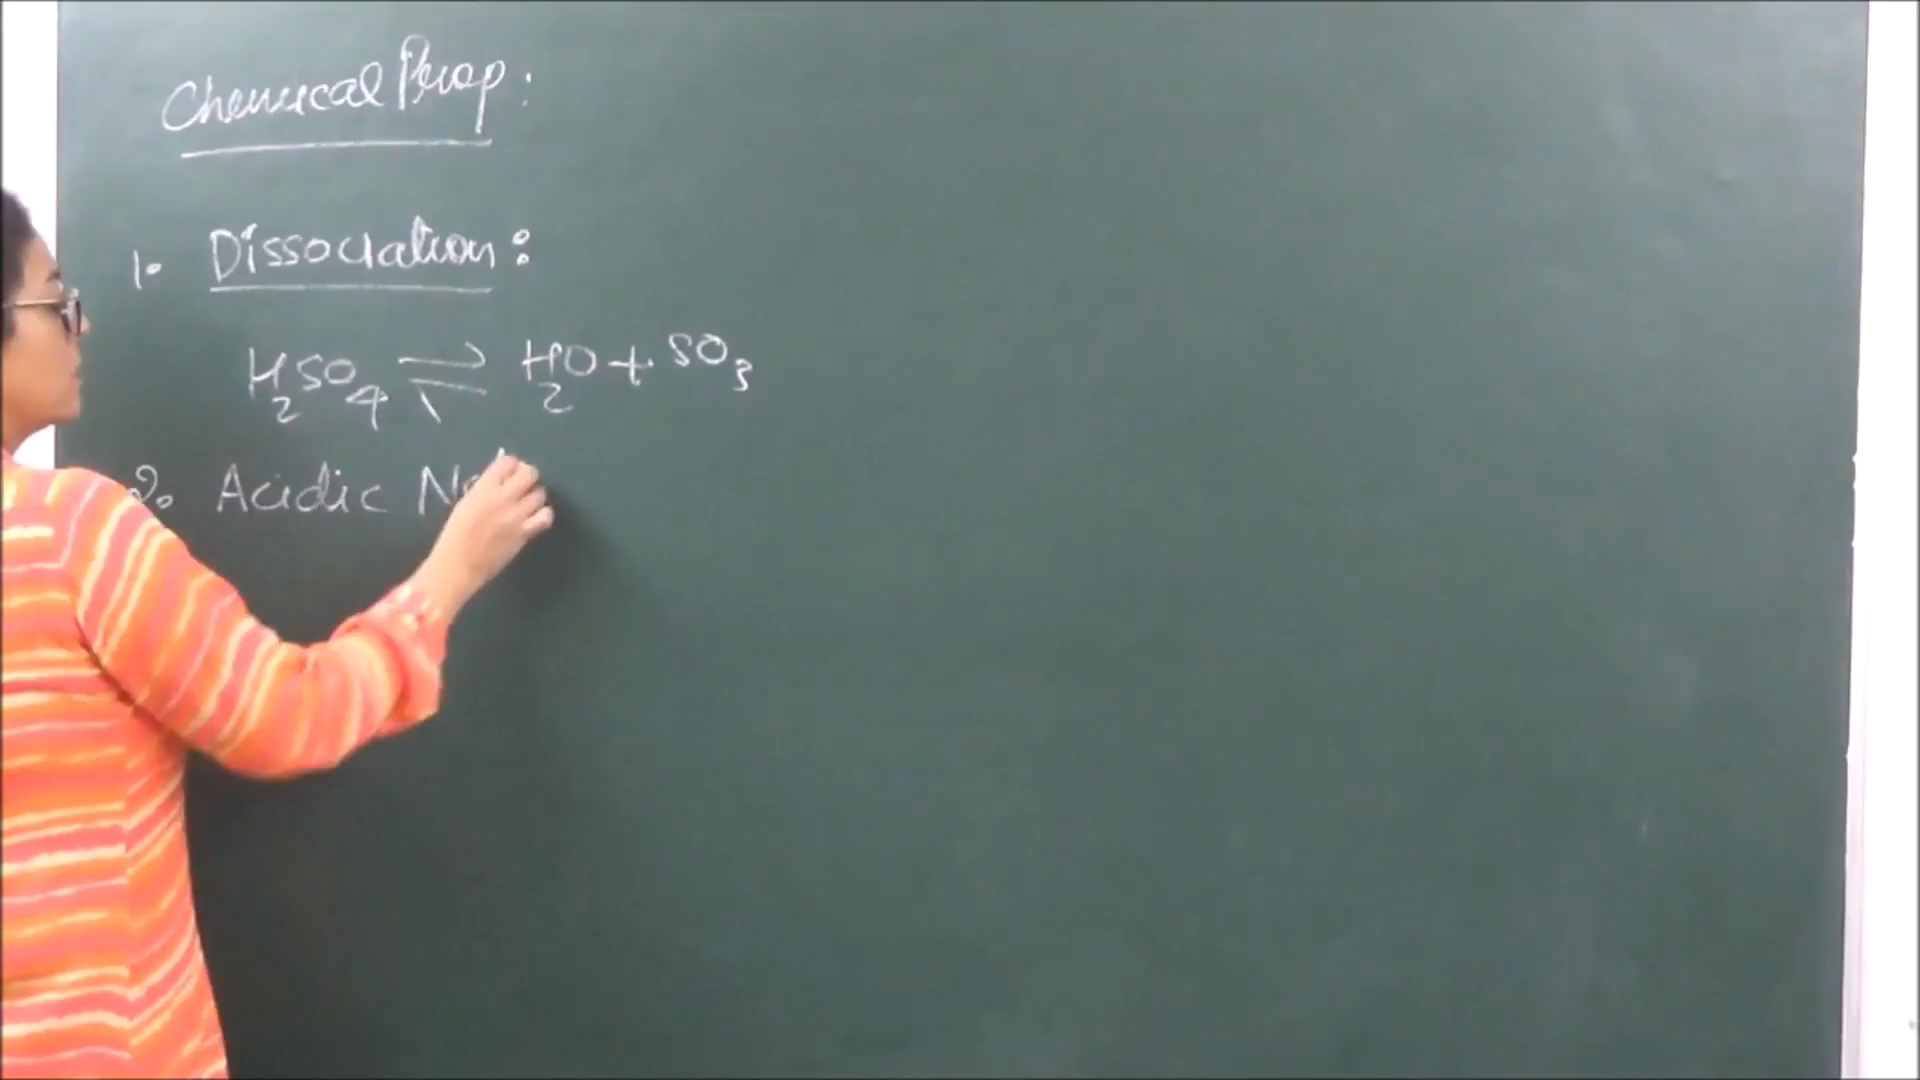 Chemical Prop:
1. Dissociation:
H2SO4 ⇌ H2O + SO3
2. Acidic